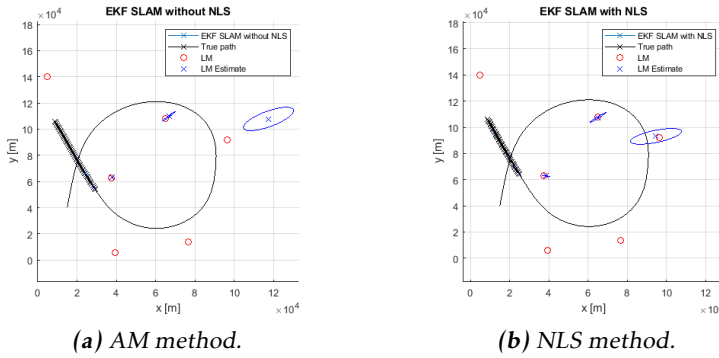 EKF SLAM without NLS
×10⁴
EKF SLAM without NLS
True path
LM
LM Estimate
y [m]
18
16
14
12
10
8
6
4
2
0
0 2 4 6 8 10 12
x [m]
×10⁴
(a) AM method.
EKF SLAM with NLS
×10⁴
EKF SLAM with NLS
True path
LM
LM Estimate
y [m]
18
16
14
12
10
8
6
4
2
0
0 2 4 6 8 10 12
x [m]
×10⁴
(b) NLS method.